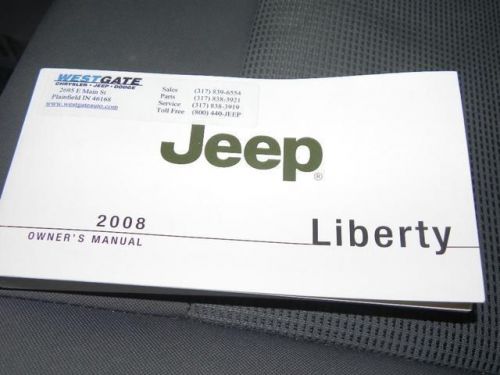 WESTGATE
CHRYSLER • JEEP • DODGE
2695 E Main St
Plainfield IN 46168
www.westgateauto.com
Sales (317) 839-6554
Parts (317) 838-3921
Service (317) 838-3919
Toll Free (800) 440-JEEP
Jeep®
2008
OWNER'S MANUAL
Liberty